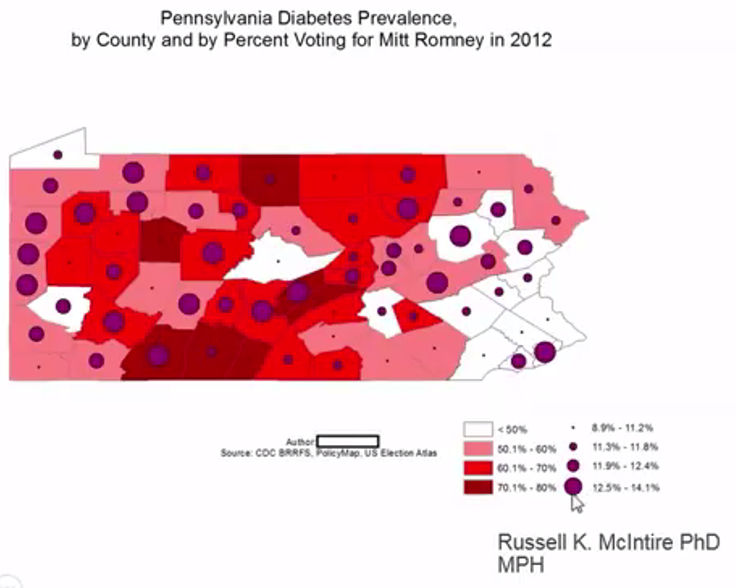 Pennsylvania Diabetes Prevalence,
by County and by Percent Voting for Mitt Romney in 2012
Author
Source: CDC BRRFS, PolicyMap, US Election Atlas
< 50%
50.1% - 60%
60.1% - 70%
70.1% - 80%
8.9% - 11.2%
11.3% - 11.8%
11.9% - 12.4%
12.5% - 14.1%
Russell K. McIntire PhD
MPH